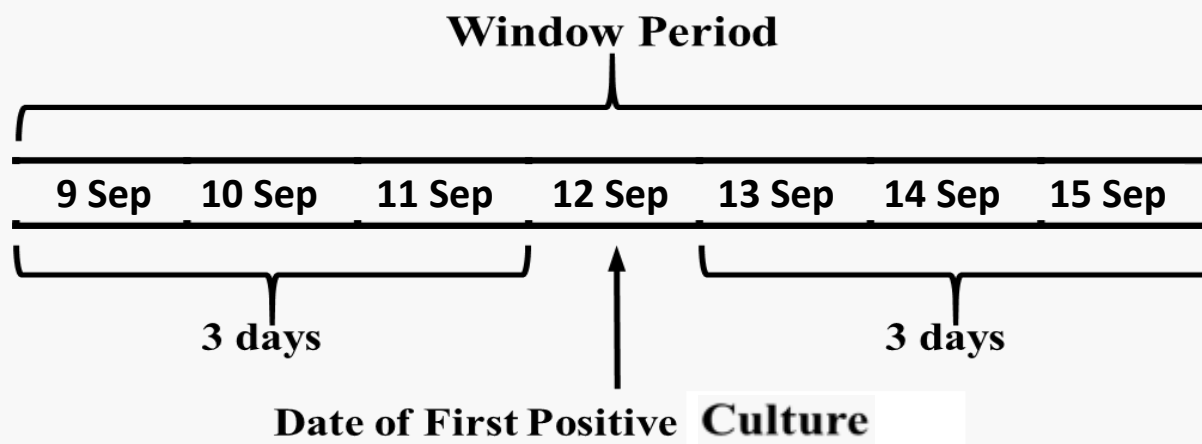 Window Period
9 Sep 10 Sep 11 Sep 12 Sep 13 Sep 14 Sep 15 Sep
3 days 3 days
Date of First Positive Culture